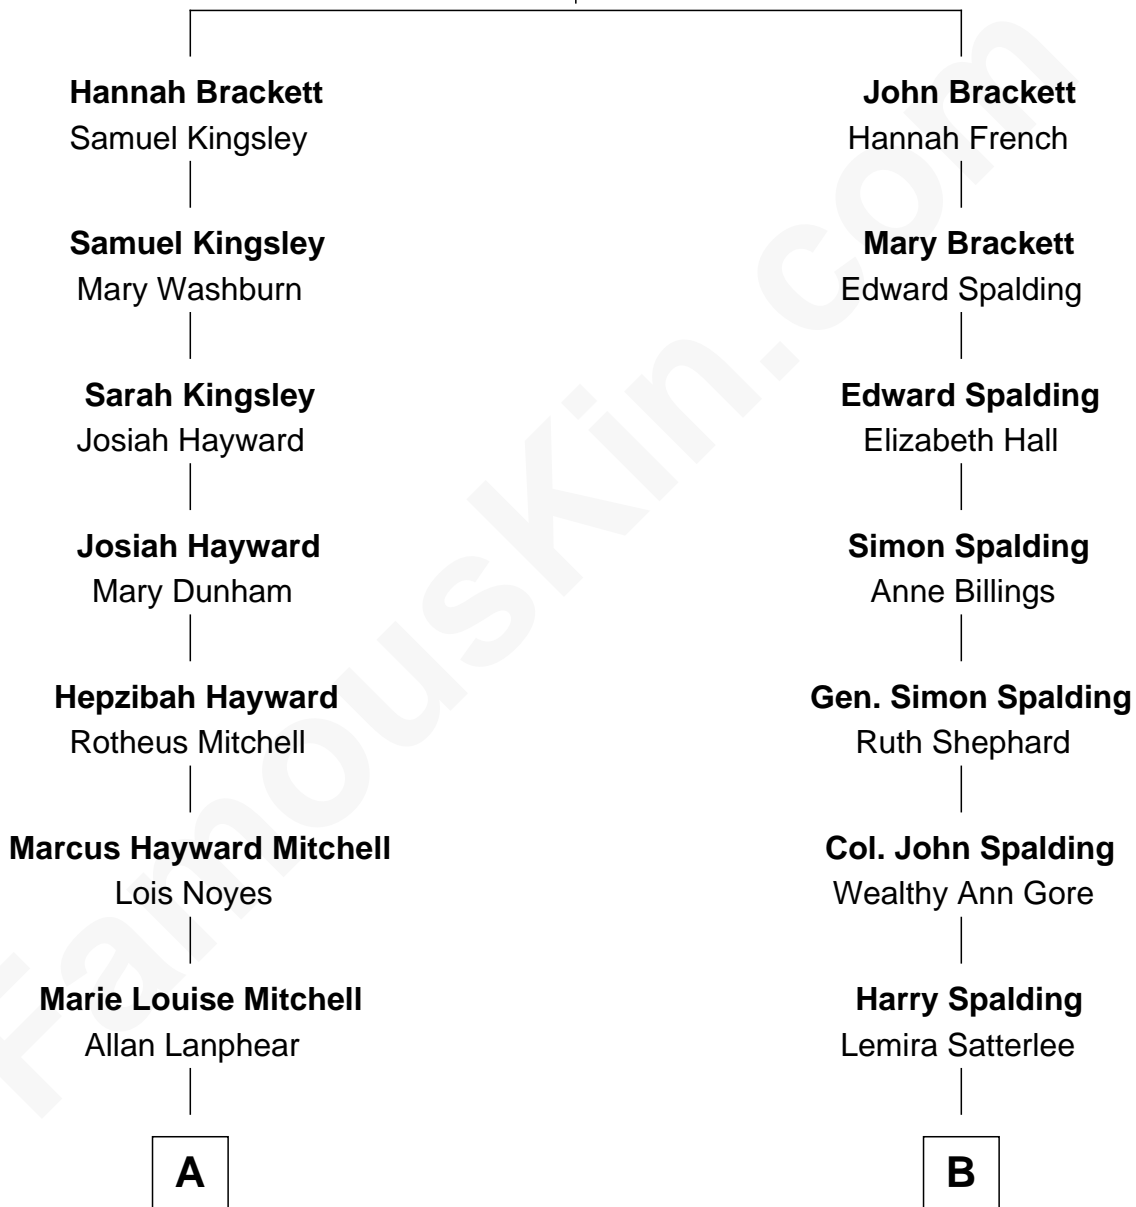 Hannah Brackett
Samuel Kingsley
Samuel Kingsley
Mary Washburn
Sarah Kingsley
Josiah Hayward
Josiah Hayward
Mary Dunham
Hepzibah Hayward
Rotheus Mitchell
Marcus Hayward Mitchell
Lois Noyes
Marie Louise Mitchell
Allan Lanphear
A
John Brackett
Hannah French
Mary Brackett
Edward Spalding
Edward Spalding
Elizabeth Hall
Simon Spalding
Anne Billings
Gen. Simon Spalding
Ruth Shephard
Col. John Spalding
Wealthy Ann Gore
Harry Spalding
Lemira Satterlee
B
FamousKin.com